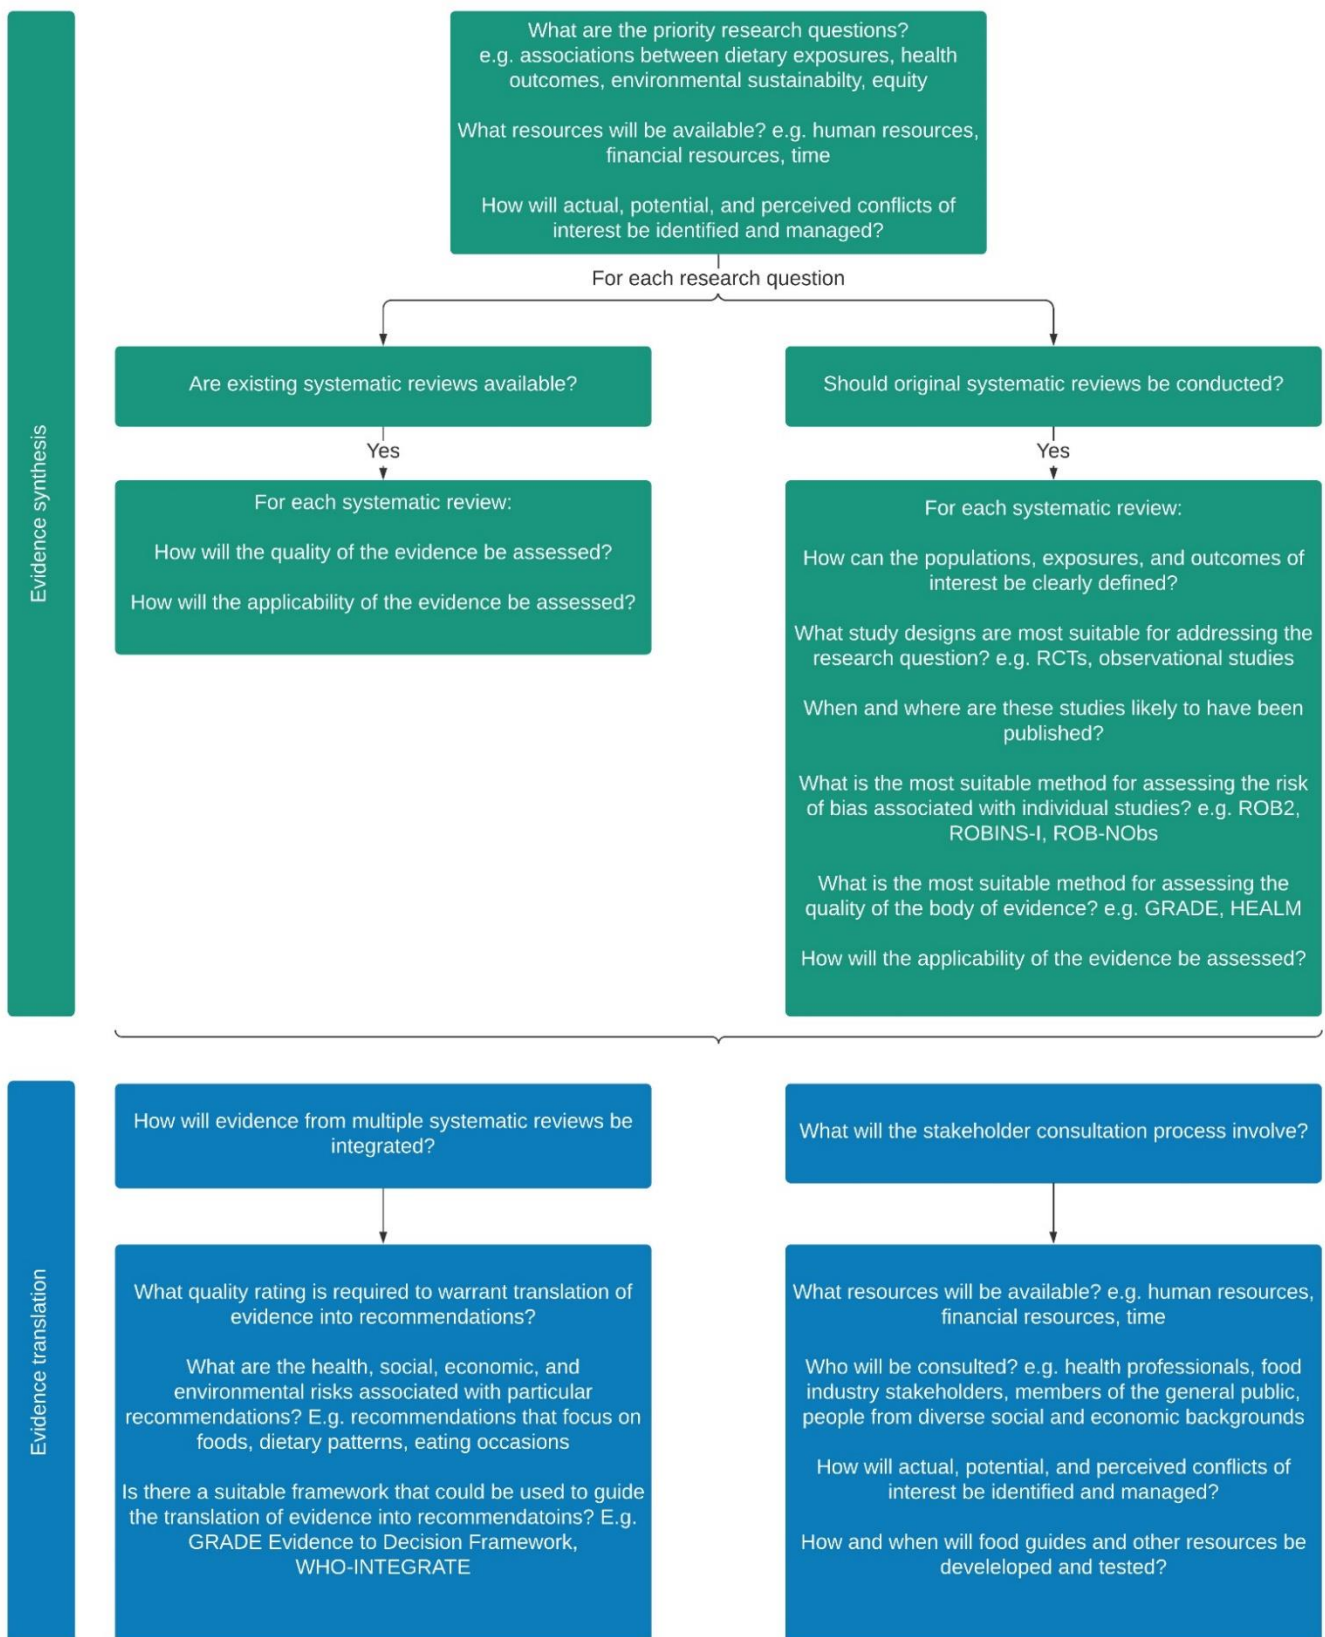 What are the priority research questions?
e.g. associations between dietary exposures, health
outcomes, environmental sustainabilty, equity
What resources will be available? e.g. human resources,
financial resources, time
How will actual, potential, and perceived conflicts of
interest be identified and managed?
For each research question
Are existing systematic reviews available?
Should original systematic reviews be conducted?
Yes
Yes
Evidence synthesis
For each systematic review:
How will the quality of the evidence be assessed?
How will the applicability of the evidence be assessed?
For each systematic review:
How can the populations, exposures, and outcomes of
interest be clearly defined?
What study designs are most suitable for addressing the
research question? e.g. RCTs, observational studies
When and where are these studies likely to have been
published?
What is the most suitable method for assessing the risk
of bias associated with individual studies? e.g. ROB2,
ROBINS-I, ROB-NObs
What is the most suitable method for assessing the
quality of the body of evidence? e.g. GRADE, HEALM
How will the applicability of the evidence be assessed?
How will evidence from multiple systematic reviews be
integrated?
What will the stakeholder consultation process involve?
Evidence translation
What quality rating is required to warrant translation of
evidence into recommendations?
What are the health, social, economic, and
environmental risks associated with particular
recommendations? E.g. recommendations that focus on
foods, dietary patterns, eating occasions
Is there a suitable framework that could be used to guide
the translation of evidence into recommendatoins? E.g.
GRADE Evidence to Decision Framework,
WHO-INTEGRATE
What resources will be available? e.g. human resources,
financial resources, time
Who will be consulted? e.g. health professionals, food
industry stakeholders, members of the general public,
people from diverse social and economic backgrounds
How will actual, potential, and perceived conflicts of
interest be identified and managed?
How and when will food guides and other resources be
develeloped and tested?